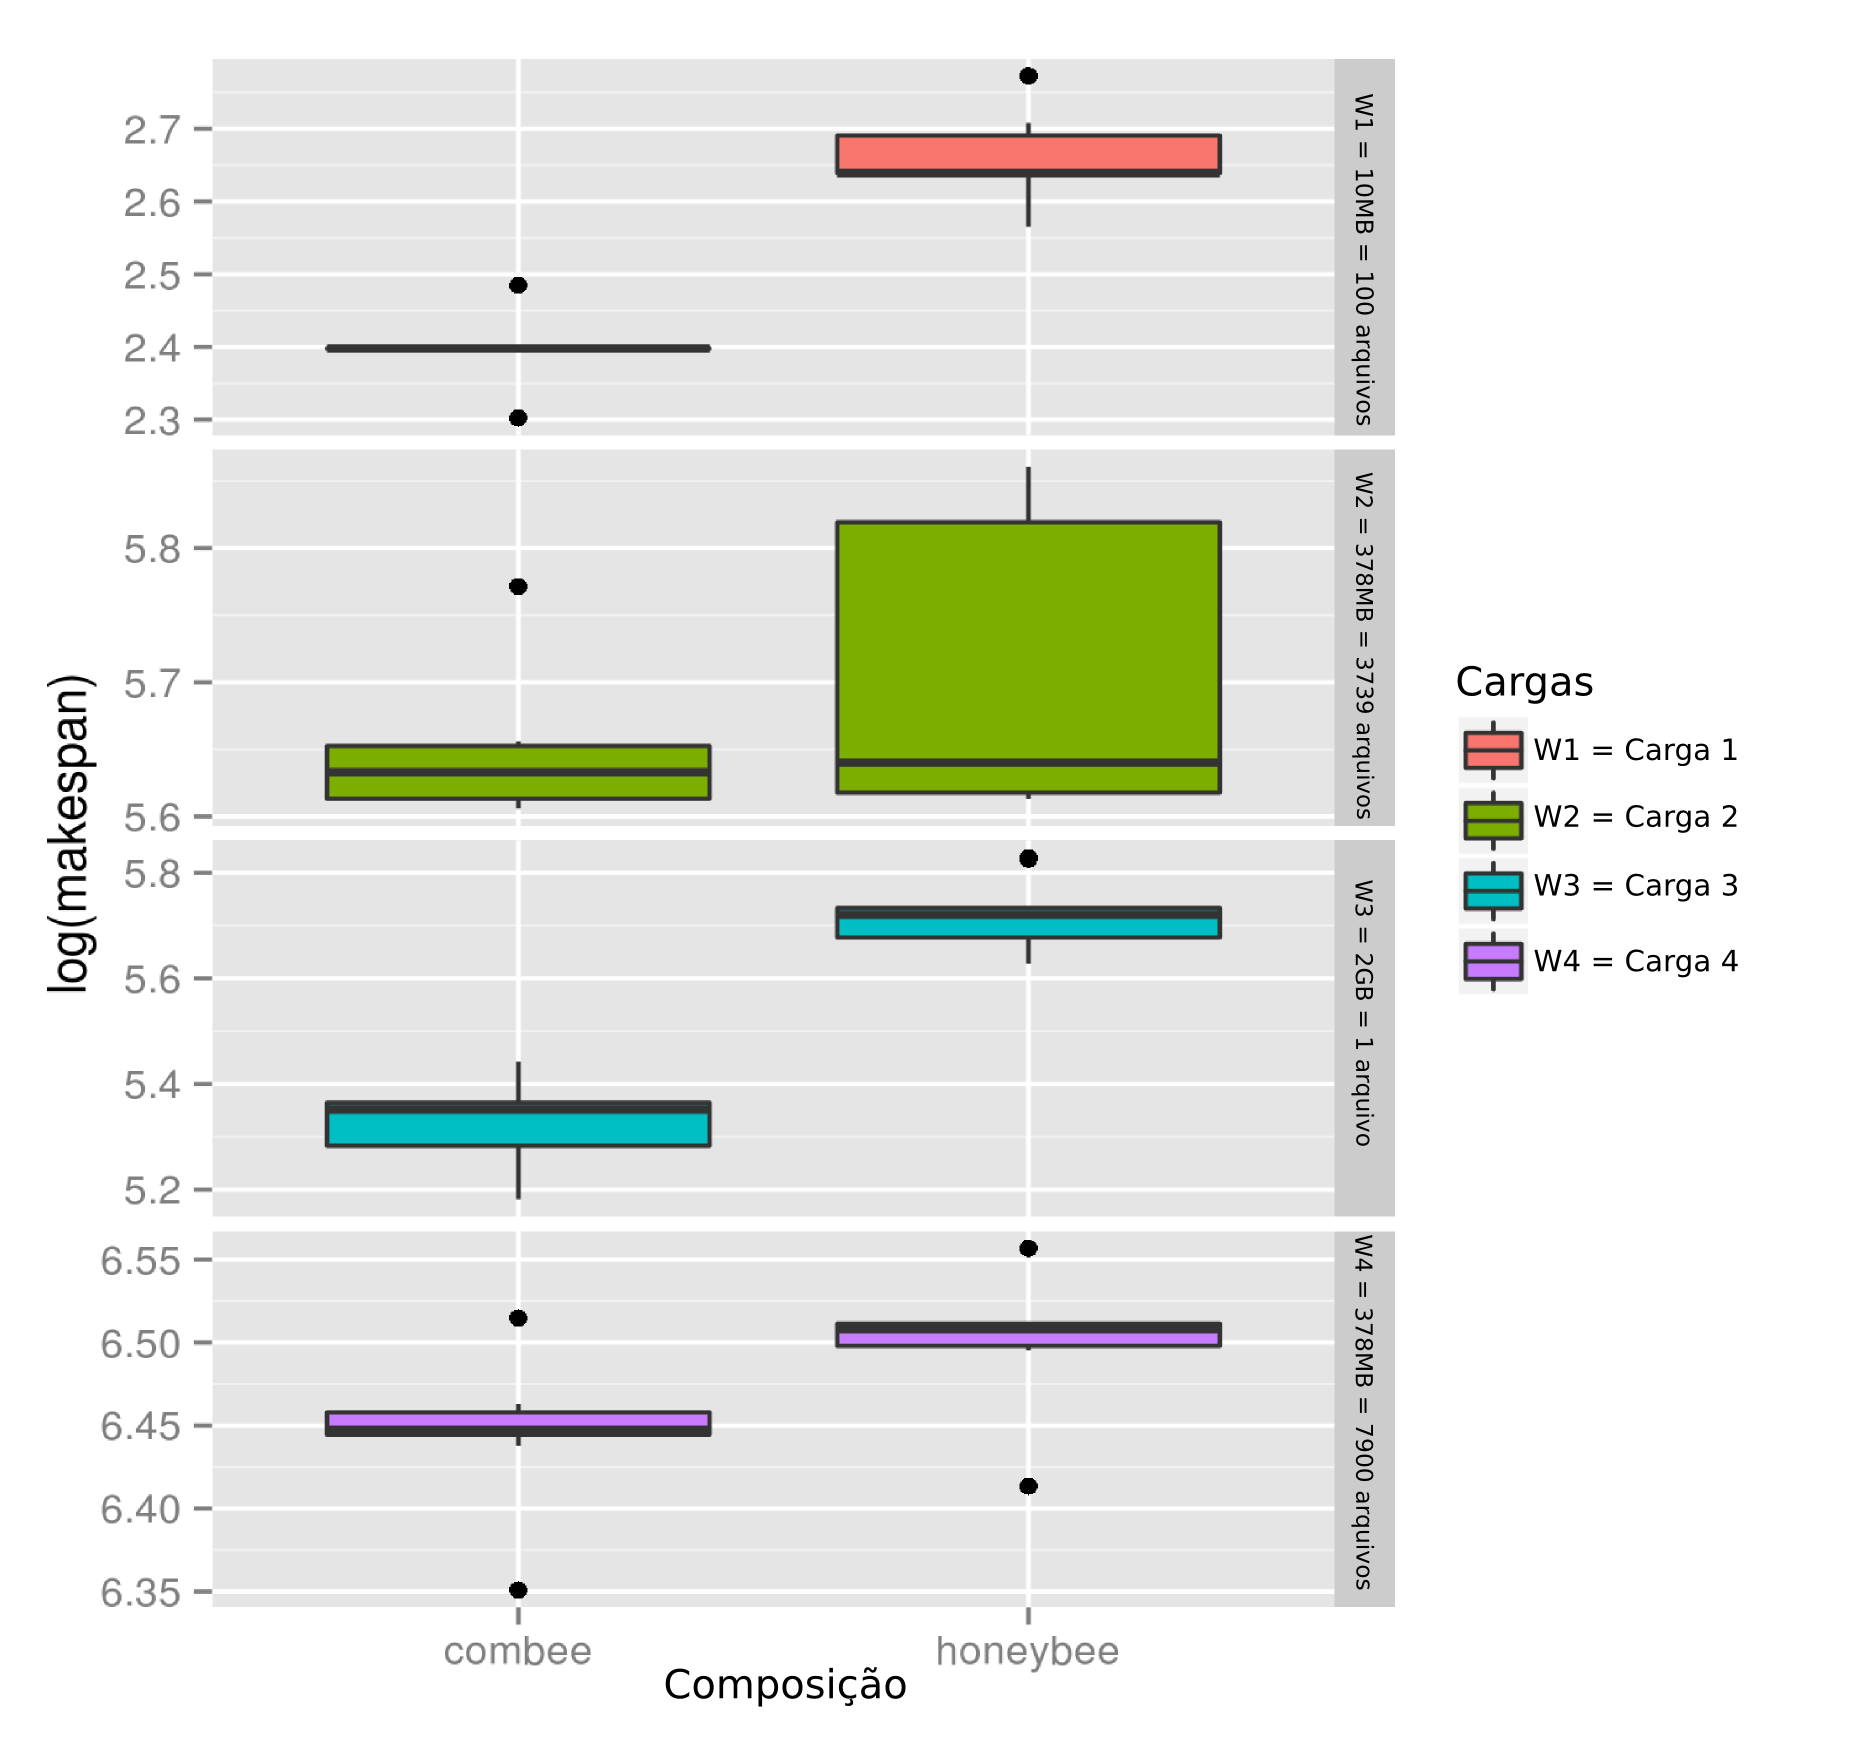 2.7
2.6
2.5
2.4
2.3
W1 = 10MB = 100 arquivos
5.8
5.7
5.6
W2 = 378MB = 3739 arquivos
5.8
5.6
5.4
5.2
W3 = 2GB = 1 arquivo
6.55
6.50
6.45
6.40
6.35
W4 = 378MB = 7900 arquivos
log(makespan)
combee honeybee
Composição
Cargas
W1 = Carga 1
W2 = Carga 2
W3 = Carga 3
W4 = Carga 4